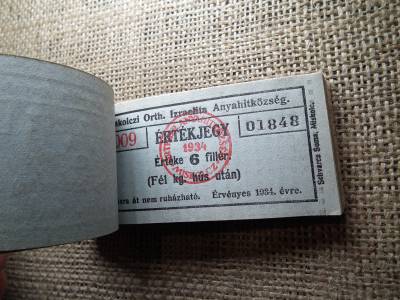 skolczi Orth. Izraelita Anyahitközség.
009 ÉRTÉKJEGY 01848
1934
Értéke 6 fillér.
(Fél kg. hús után)
át nem ruházható. Érvényes 1934. évre.
Miskolc.